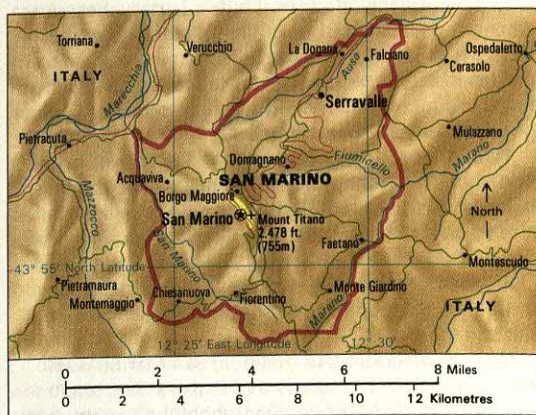 Torriana
Verucchio
La Dogana
Falciano
Ospedaletto
Cerasolo
ITALY
Marecchia
Ausa
Serravalle
Pietracuta
Mulazzano
Domagnano
Fiumicello
Marano
Acquaviva
SAN MARINO
Borgo Maggiore
Mazzocco
San Marino
Mount Titano
2,478 ft.
(755m)
North
Faetano
San Marino
43° 55' North Latitude
Montescudo
Pietramaura
Chiesanuova
Fiorentino
Monte Giardino
Montemaggio
Marano
ITALY
12° 25' East Longitude
12° 30'
0 2 4 6 8 Miles
0 2 4 6 8 10 12 Kilometres